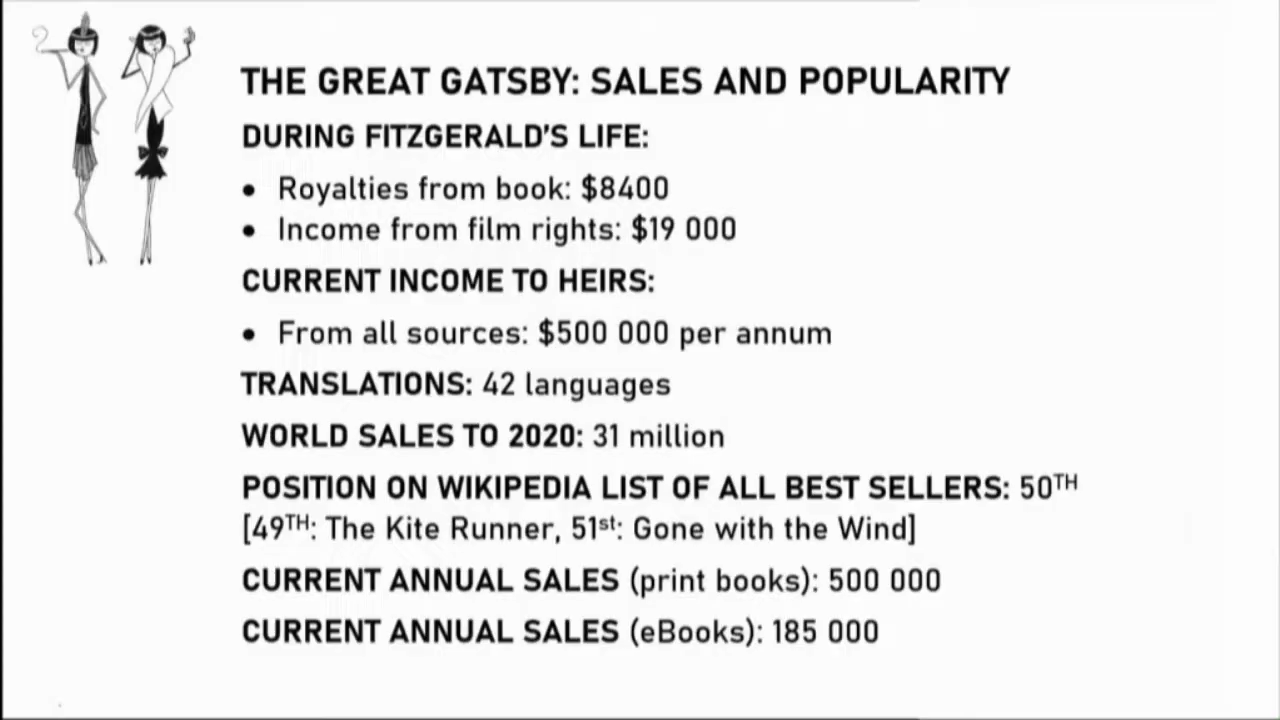 THE GREAT GATSBY: SALES AND POPULARITY
DURING FITZGERALD'S LIFE:
• Royalties from book: $8400
• Income from film rights: $19 000
CURRENT INCOME TO HEIRS:
• From all sources: $500 000 per annum
TRANSLATIONS: 42 languages
WORLD SALES TO 2020: 31 million
POSITION ON WIKIPEDIA LIST OF ALL BEST SELLERS: 50TH
[49TH: The Kite Runner, 51st: Gone with the Wind]
CURRENT ANNUAL SALES (print books): 500 000
CURRENT ANNUAL SALES (eBooks): 185 000